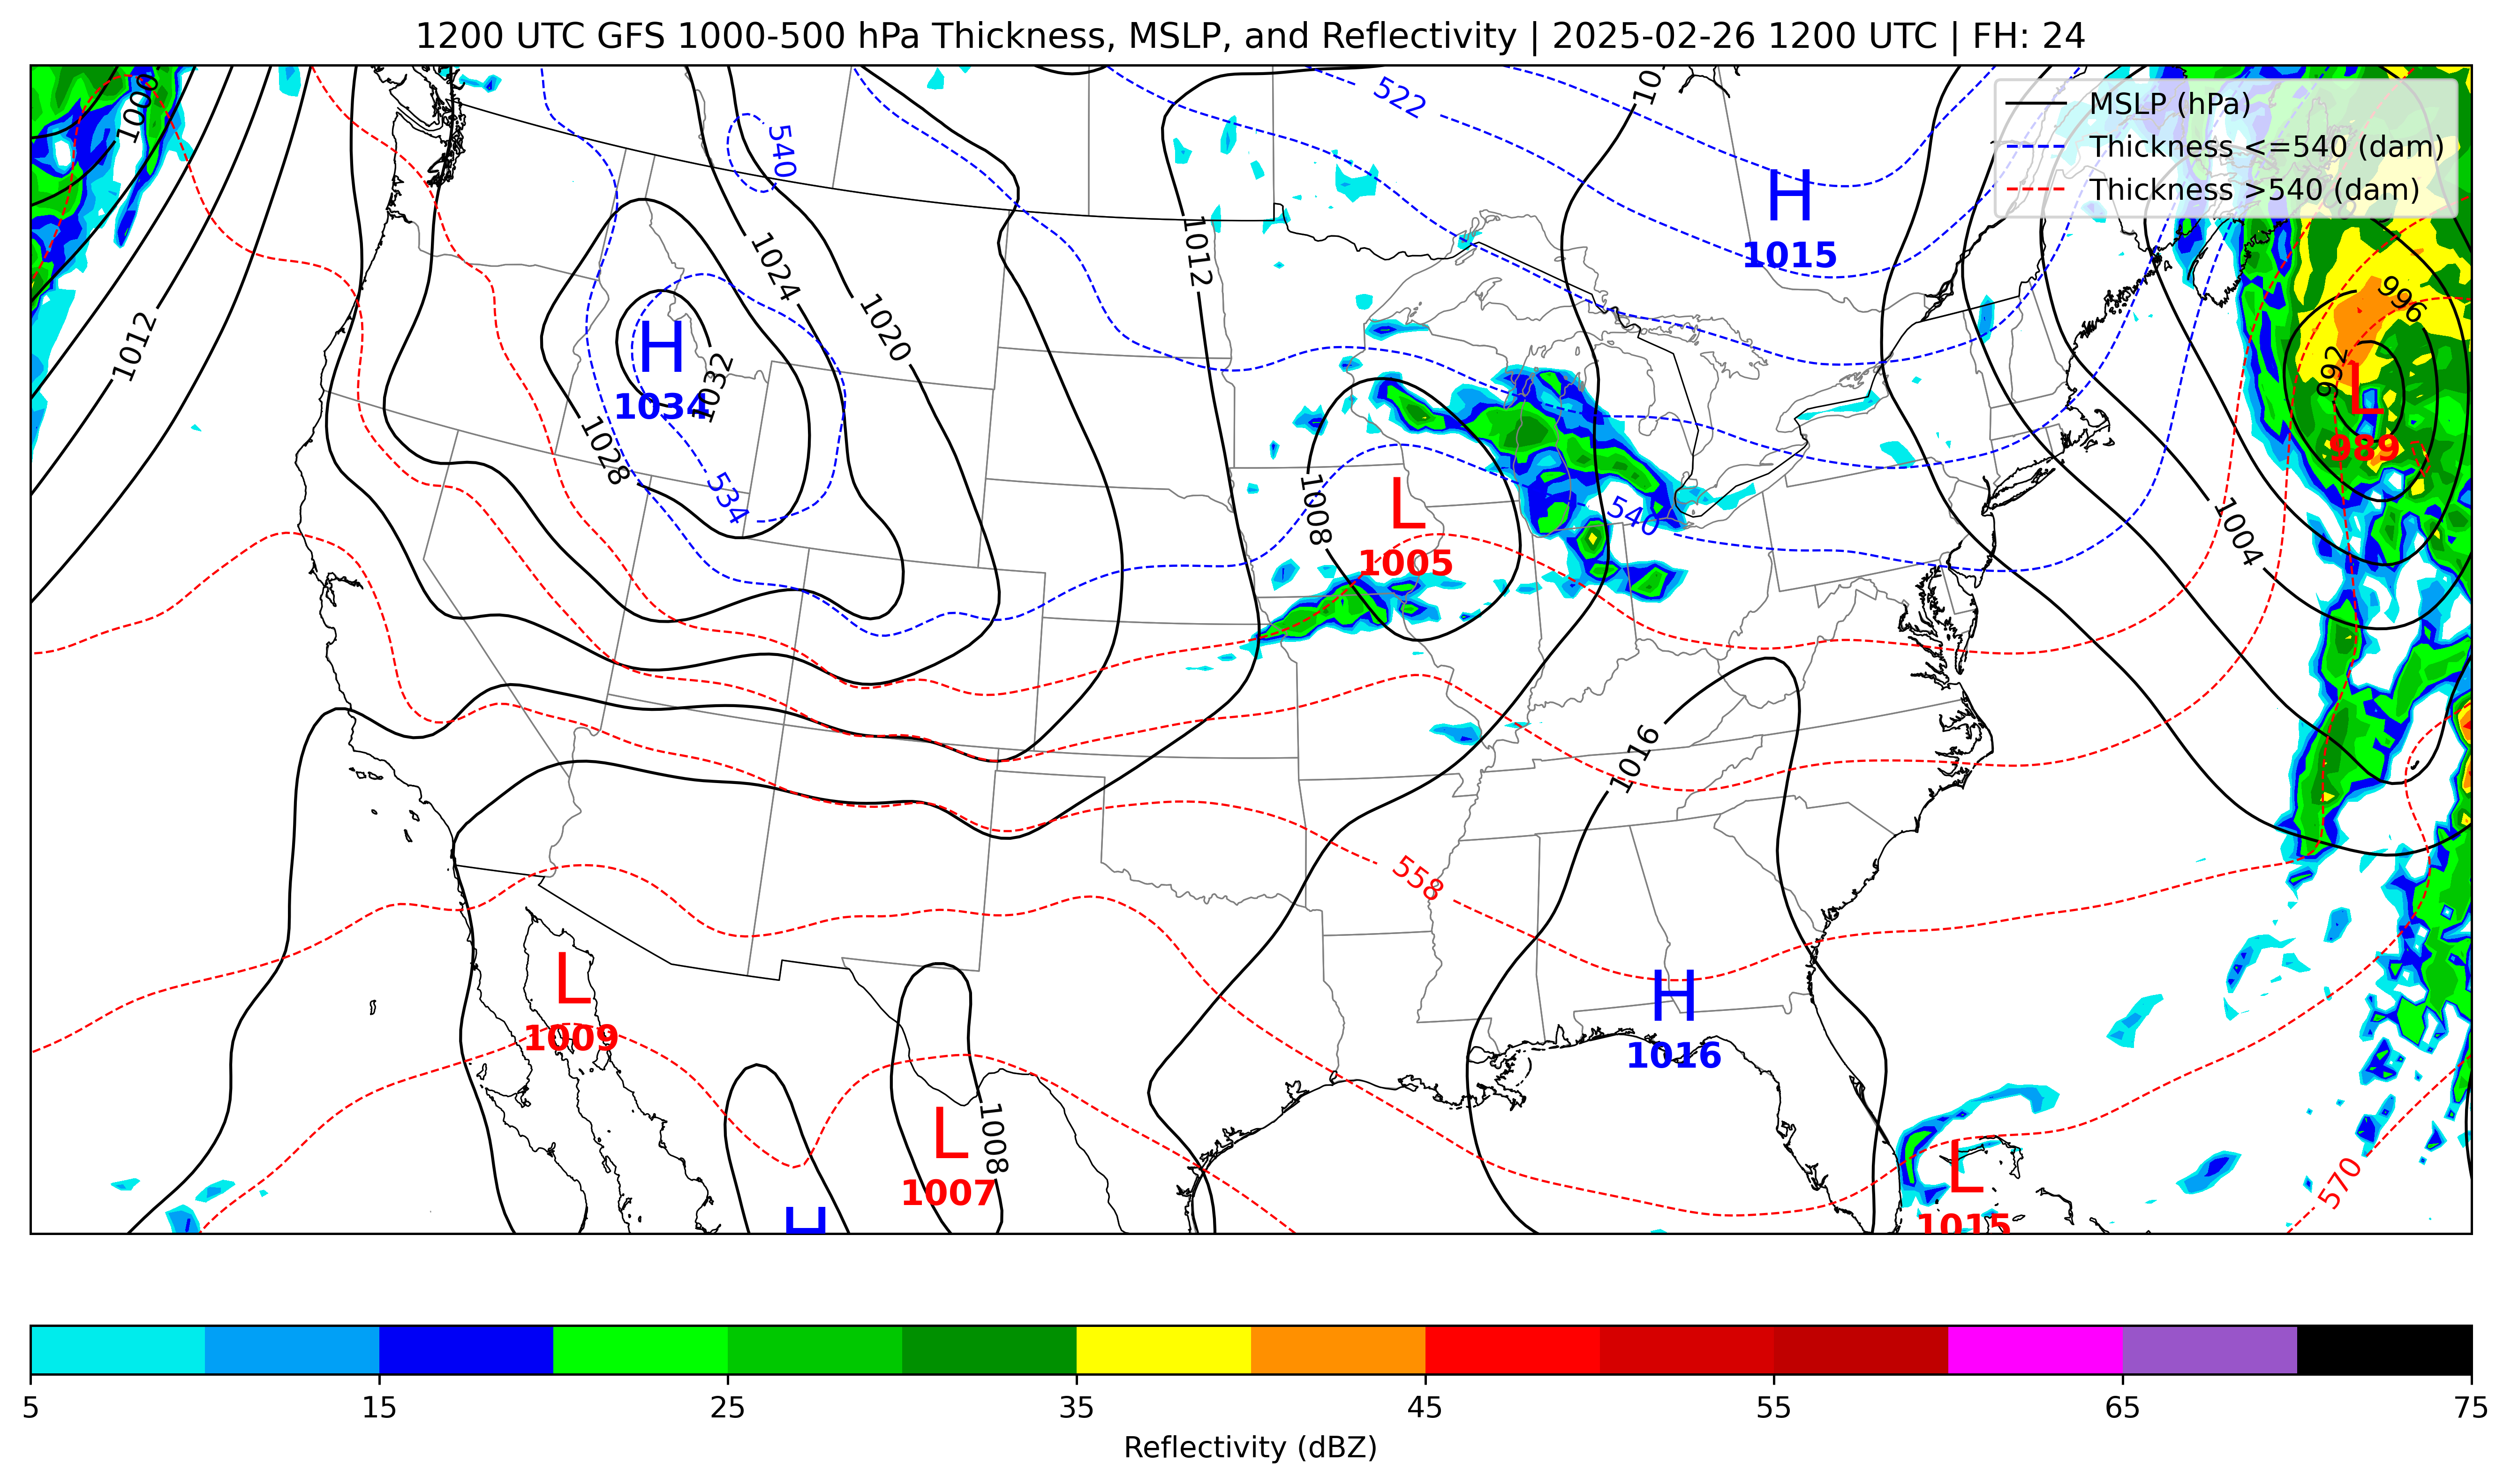 1200 UTC GFS 1000-500 hPa Thickness, MSLP, and Reflectivity | 2025-02-26 1200 UTC | FH: 24
MSLP (hPa)
Thickness <=540 (dam)
Thickness >540 (dam)
1000
522
540
H
1015
1012
1024
1012
1020
996
H
1034
1032
992
L
989
1028
534
1008
L
1005
540
1004
1016
558
H
1016
L
1009
L
1007
1008
L
1015
570
H
5
15
25
35
45
55
65
75
Reflectivity (dBZ)